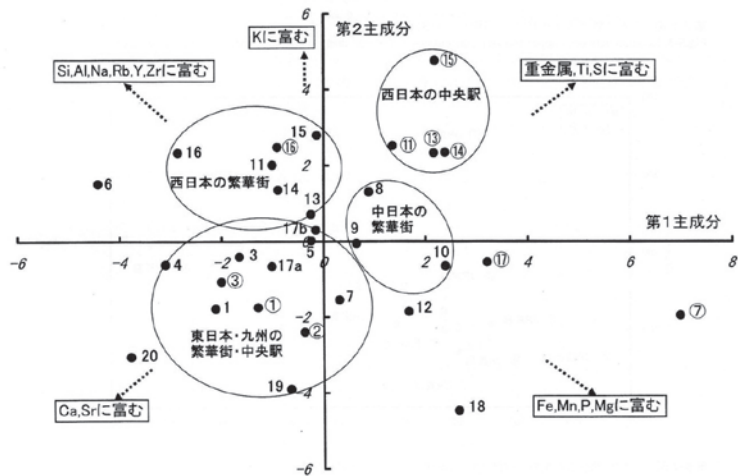 6
第2主成分
Kに富む
Si,Al,Na,Rb,Y,Zrに富む
重金属,Ti,Sに富む
⑮
4
西日本の中央駅
15
⑯
16
⑪
⑬
⑭
11
2
6
西日本の繁華街
14
8
13
中日本の
繁華街
17b
第1主成分
9
-6
-4
-2
0
5
2
4
6
8
3
4
17a
10
⑰
③
7
1
①
12
⑦
-2
②
東日本・九州の
繁華街・中央駅
20
19
-4
18
Ca,Srに富む
Fe,Mn,P,Mgに富む
-6